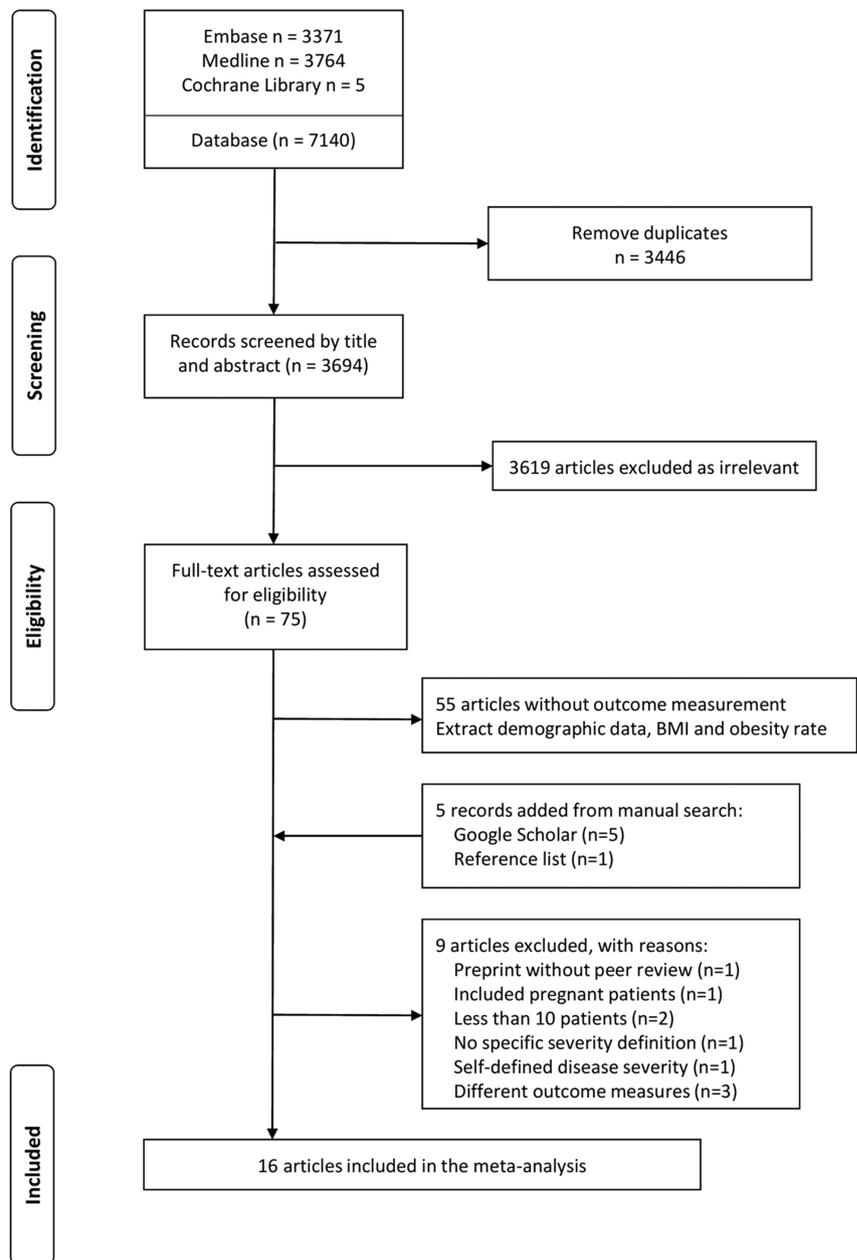 Identification
Embase n = 3371
Medline n = 3764
Cochrane Library n = 5
Database (n = 7140)
Remove duplicates
n = 3446
Screening
Records screened by title
and abstract (n = 3694)
3619 articles excluded as irrelevant
Eligibility
Full-text articles assessed
for eligibility
(n = 75)
55 articles without outcome measurement
Extract demographic data, BMI and obesity rate
5 records added from manual search:
Google Scholar (n=5)
Reference list (n=1)
9 articles excluded, with reasons:
Preprint without peer review (n=1)
Included pregnant patients (n=1)
Less than 10 patients (n=2)
No specific severity definition (n=1)
Self-defined disease severity (n=1)
Different outcome measures (n=3)
Included
16 articles included in the meta-analysis